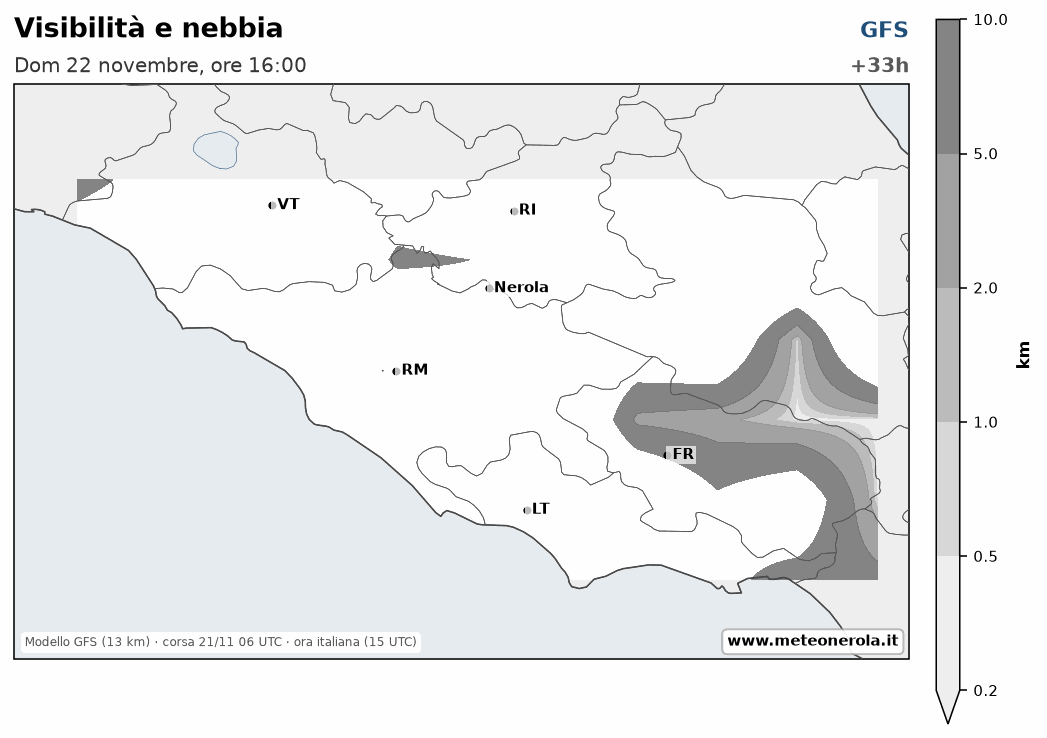 Visibilità e nebbia
GFS
Dom 22 novembre, ore 16:00
+33h
10.0
5.0
2.0
1.0
0.5
0.2
km
VT
RI
Nerola
RM
FR
LT
Modello GFS (13 km) · corsa 21/11 06 UTC · ora italiana (15 UTC)
www.meteonerola.it